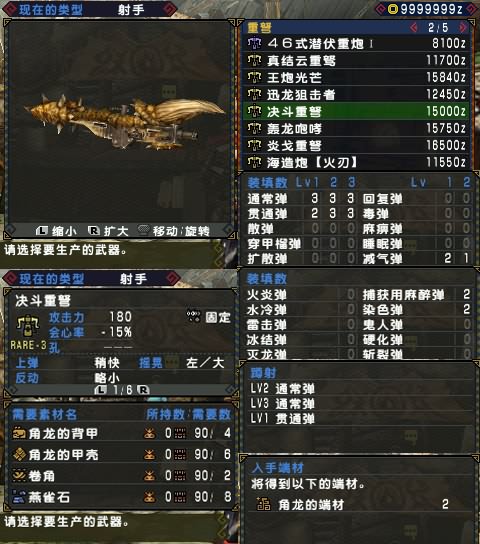 现在的类型 射手
9999999z
重弩 2/5
46式潜伏重炮Ⅰ 8100z
真结云重弩 11700z
王炮光芒 15840z
迅龙狙击者 12450z
决斗重弩 15000z
轰龙咆哮 15750z
炎戈重弩 16500z
海造炮【火刃】 11550z
L 缩小 R 扩大 移动/旋转
请选择要生产的武器。
装填数 Lv1 2 3 Lv 1 2
通常弹 3 3 3 回复弹
贯通弹 2 3 3 毒弹
散弹 0 0 0 麻痹弹 0 0
穿甲榴弹 0 0 0 睡眠弹 0 0
扩散弹 0 0 0 减气弹 2 1
现在的类型 射手
决斗重弩
攻击力 180 固定
会心率 -15%
RARE-3 孔 ---
上弹 稍快 摇晃 左/大
反动 略小
L 1/6 R
需要素材名 所持数 需要数
角龙的背甲 0 90/ 4
角龙的甲壳 0 90/ 6
卷角 0 90/ 2
燕雀石 0 90/ 8
请选择要生产的武器。
装填数
火炎弹 0 捕获用麻醉弹 2
水冷弹 0 染色弹 2
雷击弹 0 鬼人弹 0
冰结弹 0 硬化弹 0
灭龙弹 0 斩裂弹 0
蹲射
LV2 通常弹
LV3 通常弹
LV1 贯通弹
入手端材
将得到以下的端材。
角龙的端材 2